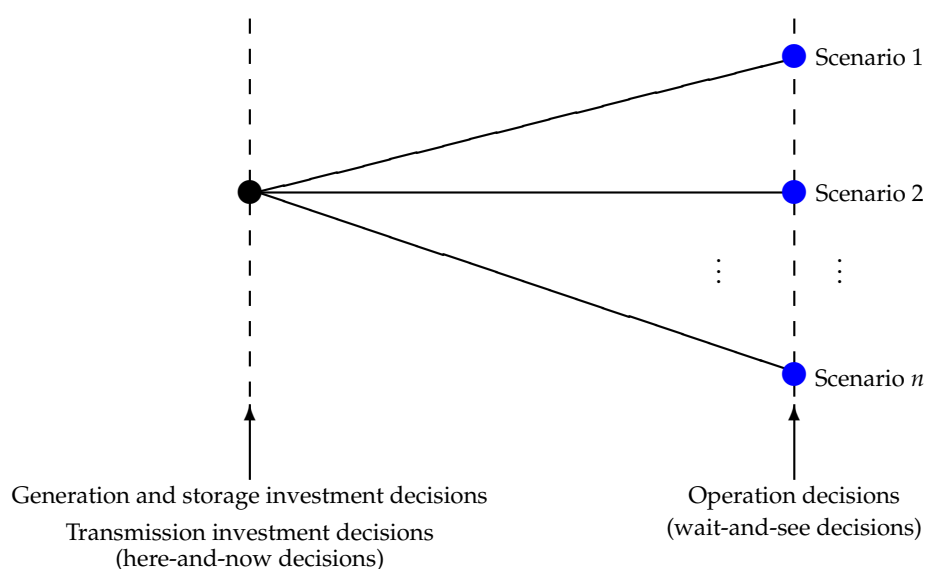 Scenario 1
Scenario 2
⋮ ⋮
Scenario n
Generation and storage investment decisions
Transmission investment decisions
(here-and-now decisions)
Operation decisions
(wait-and-see decisions)